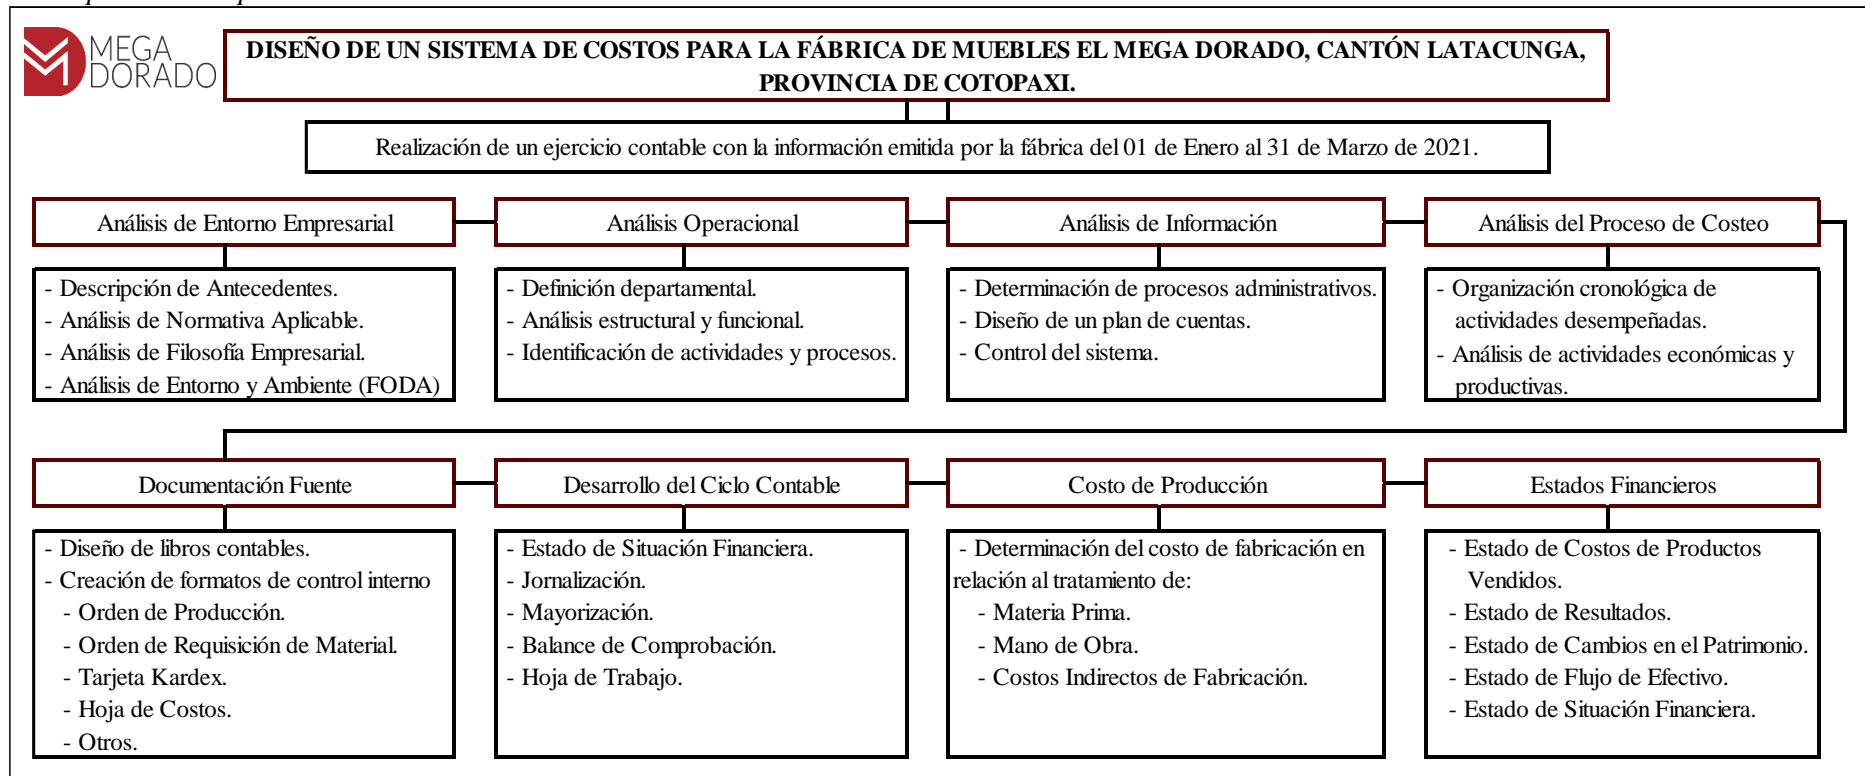 MEGA
DORADO
DISEÑO DE UN SISTEMA DE COSTOS PARA LA FÁBRICA DE MUEBLES EL MEGA DORADO, CANTÓN LATACUNGA,
PROVINCIA DE COTOPAXI.
Realización de un ejercicio contable con la información emitida por la fábrica del 01 de Enero al 31 de Marzo de 2021.
Análisis de Entorno Empresarial
- Descripción de Antecedentes.
- Análisis de Normativa Aplicable.
- Análisis de Filosofía Empresarial.
- Análisis de Entorno y Ambiente (FODA)
Análisis Operacional
- Definición departamental.
- Análisis estructural y funcional.
- Identificación de actividades y procesos.
Análisis de Información
- Determinación de procesos administrativos.
- Diseño de un plan de cuentas.
- Control del sistema.
Análisis del Proceso de Costeo
- Organización cronológica de
actividades desempeñadas.
- Análisis de actividades económicas y
productivas.
Documentación Fuente
- Diseño de libros contables.
- Creación de formatos de control interno
- Orden de Producción.
- Orden de Requisición de Material.
- Tarjeta Kardex.
- Hoja de Costos.
- Otros.
Desarrollo del Ciclo Contable
- Estado de Situación Financiera.
- Jornalización.
- Mayorización.
- Balance de Comprobación.
- Hoja de Trabajo.
Costo de Producción
- Determinación del costo de fabricación en
relación al tratamiento de:
- Materia Prima.
- Mano de Obra.
- Costos Indirectos de Fabricación.
Estados Financieros
- Estado de Costos de Productos
Vendidos.
- Estado de Resultados.
- Estado de Cambios en el Patrimonio.
- Estado de Flujo de Efectivo.
- Estado de Situación Financiera.